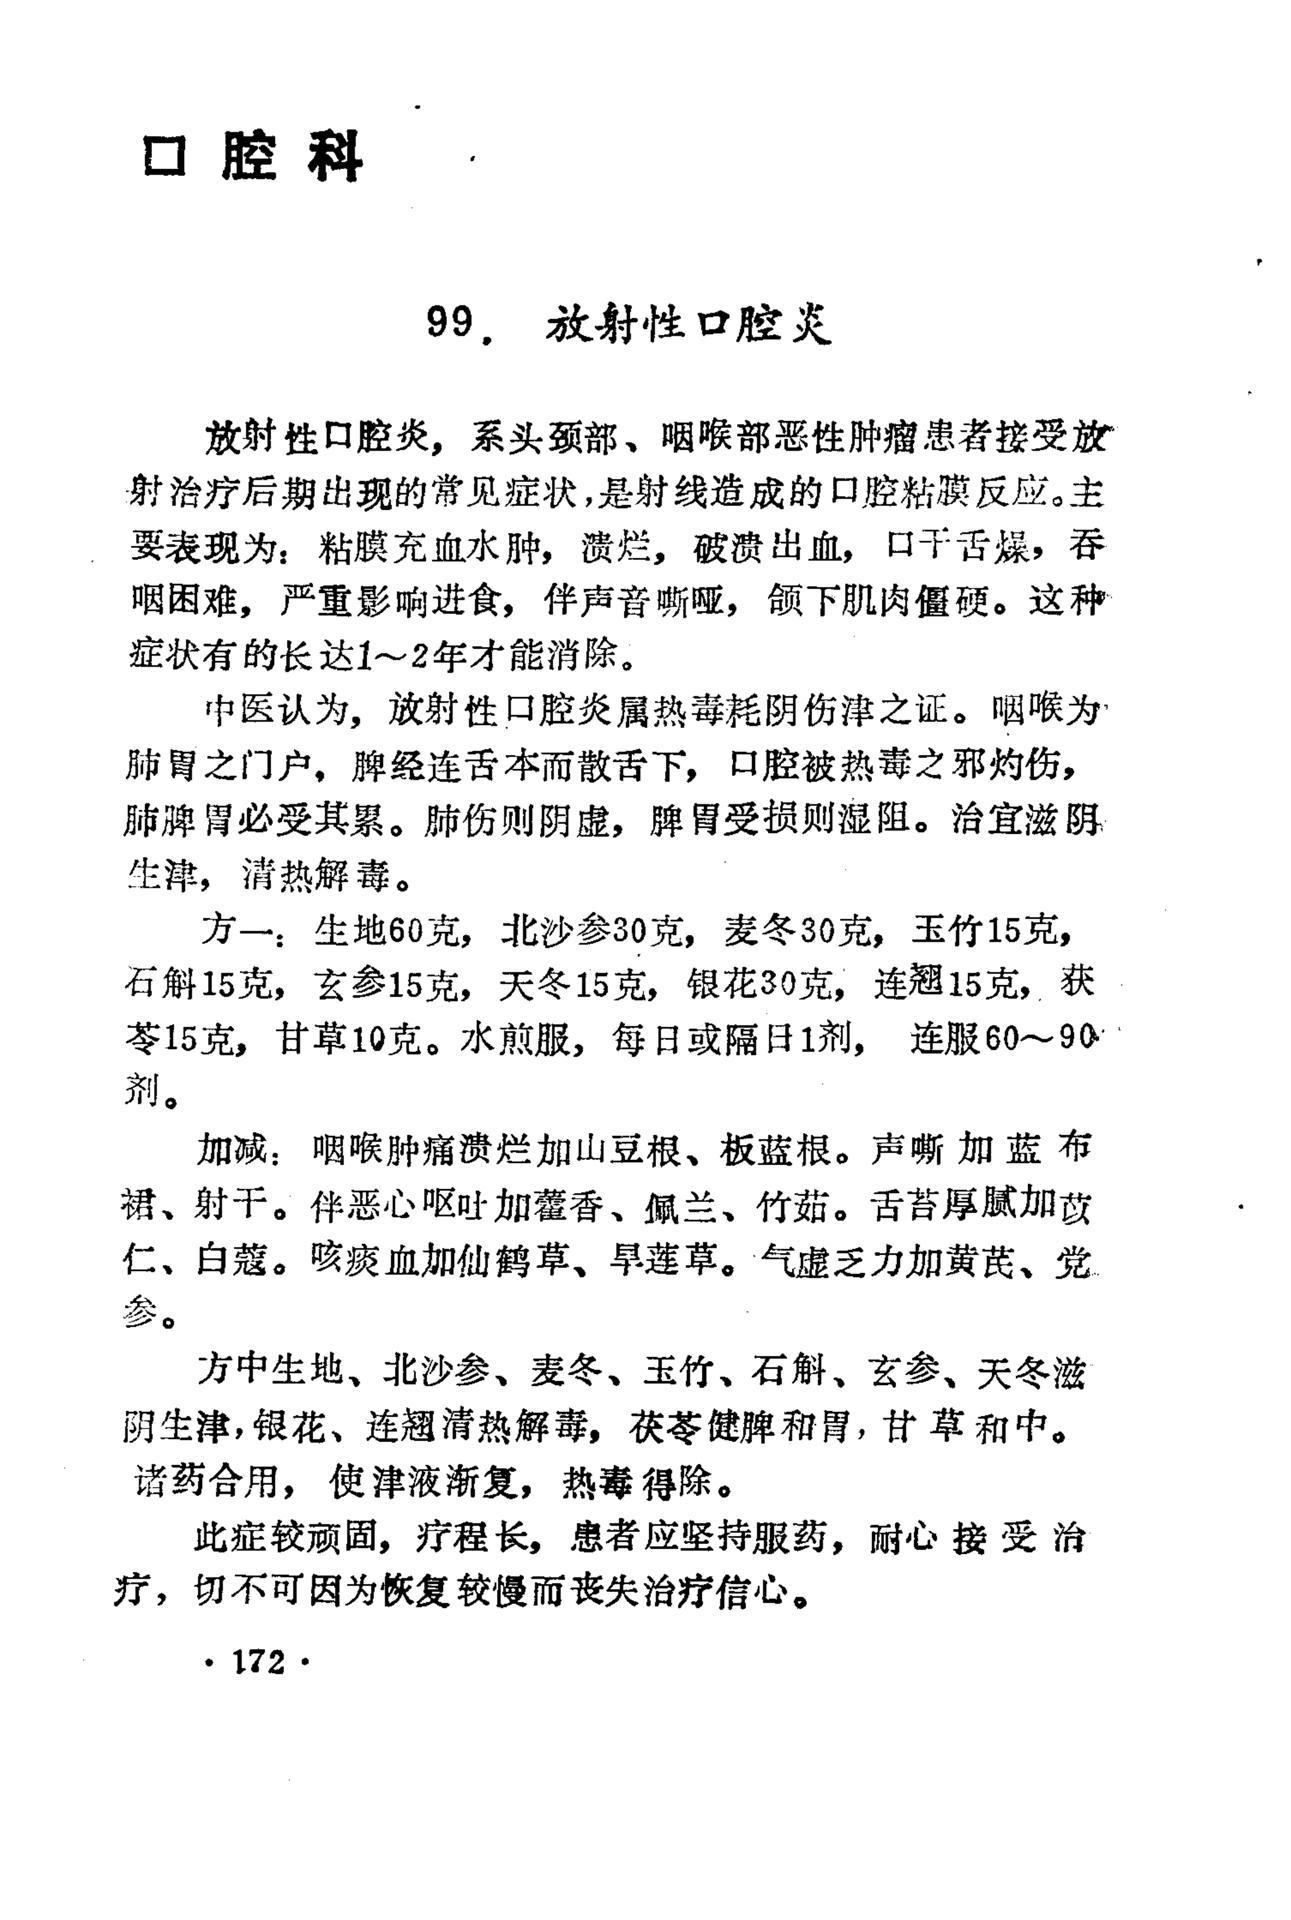 口腔科
99. 放射性口腔炎
放射性口腔炎，系头颈部、咽喉部恶性肿瘤患者接受放
射治疗后期出现的常见症状，是射线造成的口腔粘膜反应。主
要表现为：粘膜充血水肿，溃烂，破溃出血，口干舌燥，吞
咽困难，严重影响进食，伴声音嘶哑，颌下肌肉僵硬。这种
症状有的长达1～2年才能消除。
中医认为，放射性口腔炎属热毒耗阴伤津之证。咽喉为
肺胃之门户，脾经连舌本而散舌下，口腔被热毒之邪灼伤，
肺脾胃必受其累。肺伤则阴虚，脾胃受损则湿阻。治宜滋阴
生津，清热解毒。
方一：生地60克，北沙参30克，麦冬30克，玉竹15克，
石斛15克，玄参15克，天冬15克，银花30克，连翘15克，茯
苓15克，甘草10克。水煎服，每日或隔日1剂，连服60～90
剂。
加减：咽喉肿痛溃烂加山豆根、板蓝根。声嘶加蓝布
裙、射干。伴恶心呕吐加藿香、佩兰、竹茹。舌苔厚腻加苡
仁、白蔻。咳痰血加仙鹤草、旱莲草。气虚乏力加黄芪、党
参。
方中生地、北沙参、麦冬、玉竹、石斛、玄参、天冬滋
阴生津，银花、连翘清热解毒，茯苓健脾和胃，甘草和中。
诸药合用，使津液渐复，热毒得除。
此症较顽固，疗程长，患者应坚持服药，耐心接受治
疗，切不可因为恢复较慢而丧失治疗信心。
·172·